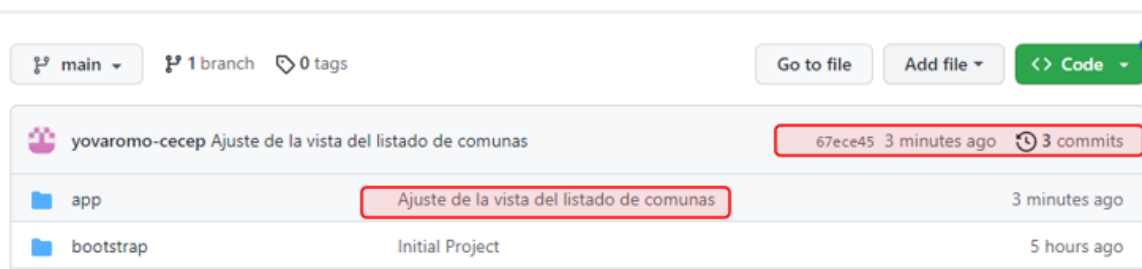 main 1 branch 0 tags Go to file Add file <> Code
yovaromo-cecep Ajuste de la vista del listado de comunas 67ece45 3 minutes ago 3 commits
app Ajuste de la vista del listado de comunas 3 minutes ago
bootstrap Initial Project 5 hours ago